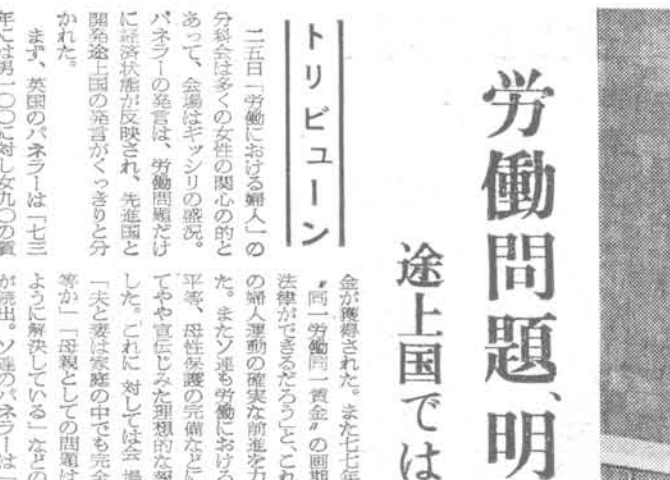 労働問題、明
途上国では
トリビューン
二五日「労働における婦人」の
分科会は多くの女性の関心の的と
あって、会場はギッシリの盛況。
パネラーの発言は、労働問題だけ
に経済状態が反映され、先進国と
開発途上国の発言がくっきりと分
かれた。
まず、英国のパネラーは「七三
年には男一〇〇に対し女九〇の賃
金が獲得された。また七七年
〝同一労働同一賃金〟の画期
法律ができるだろう」と、これ
の婦人運動の確実な前進を力
た。またソ連も労働における
平等、母性保護の完備などに
てやや宣伝じみた理想的な
した。これに対しては会場
「夫と妻は家庭の中でも完全
等か」「母親としての問題は
ように解決している」などの
が続出。ソ連のパネラーは「